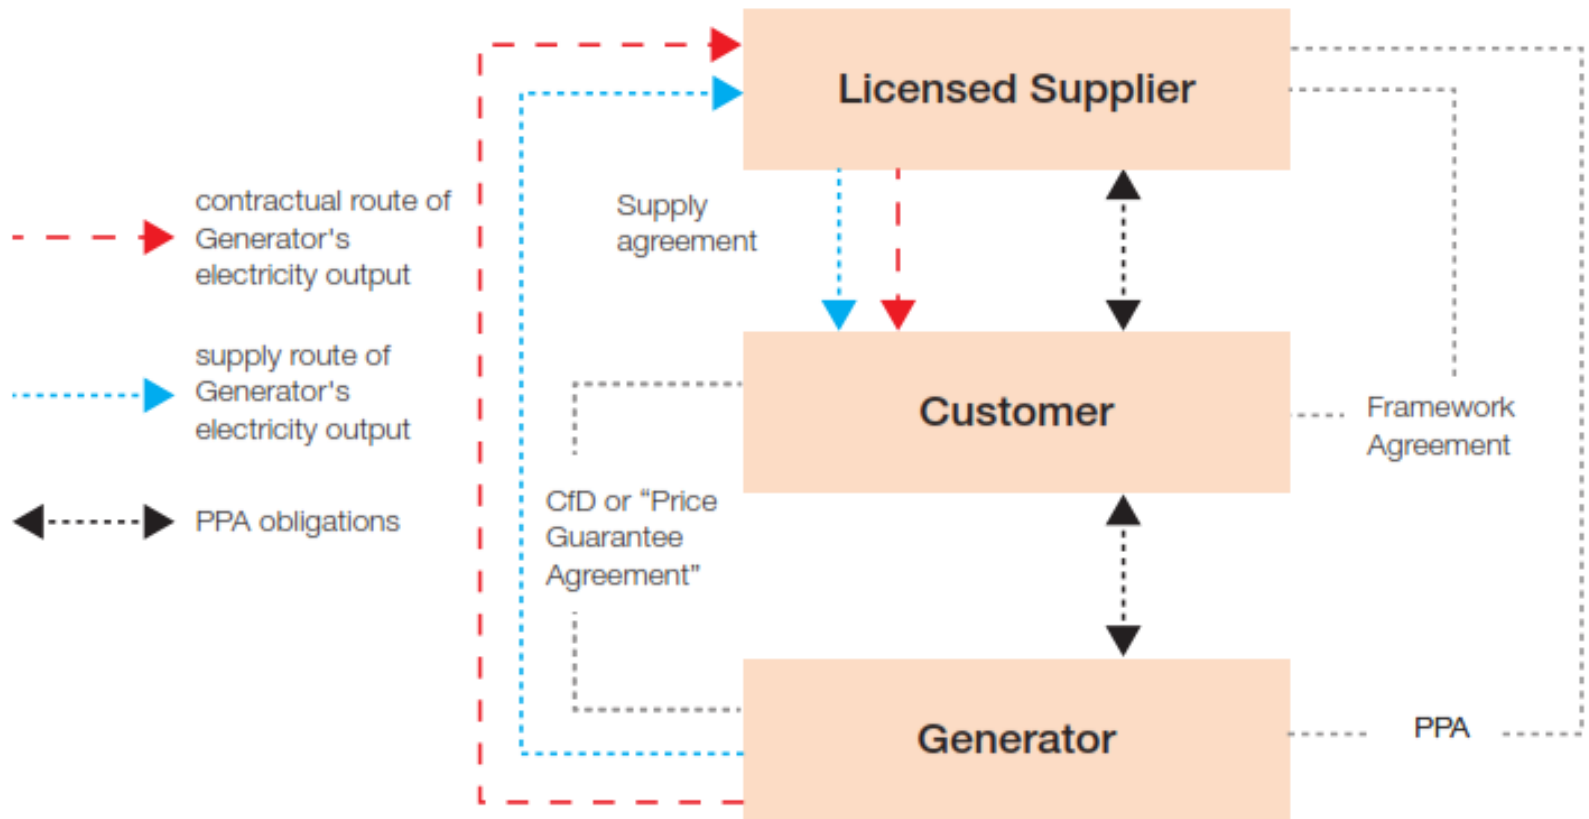 Licensed Supplier
contractual route of
Generator's
electricity output
Supply
agreement
supply route of
Generator's
electricity output
Customer
Framework
Agreement
PPA obligations
CfD or “Price
Guarantee
Agreement”
Generator
PPA